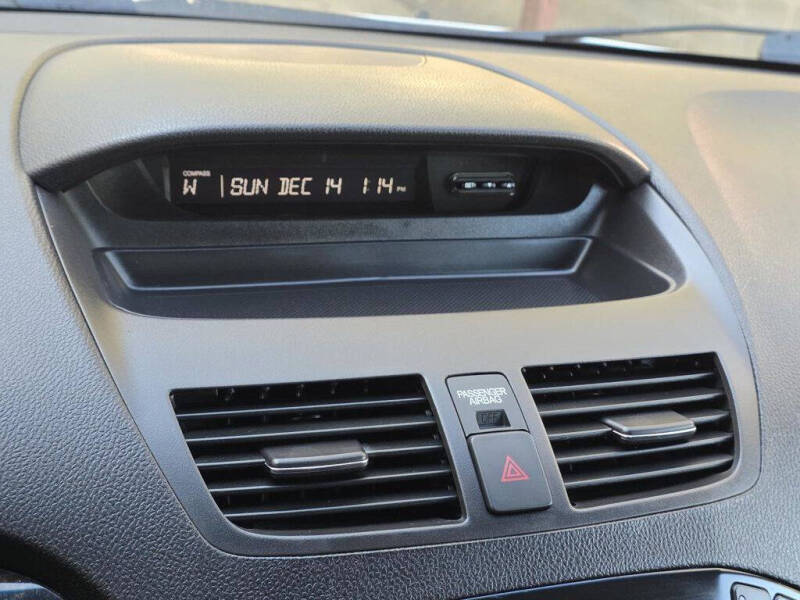 COMPASS
W SUN DEC 14 1:14 PM
PASSENGER
AIRBAG
OFF